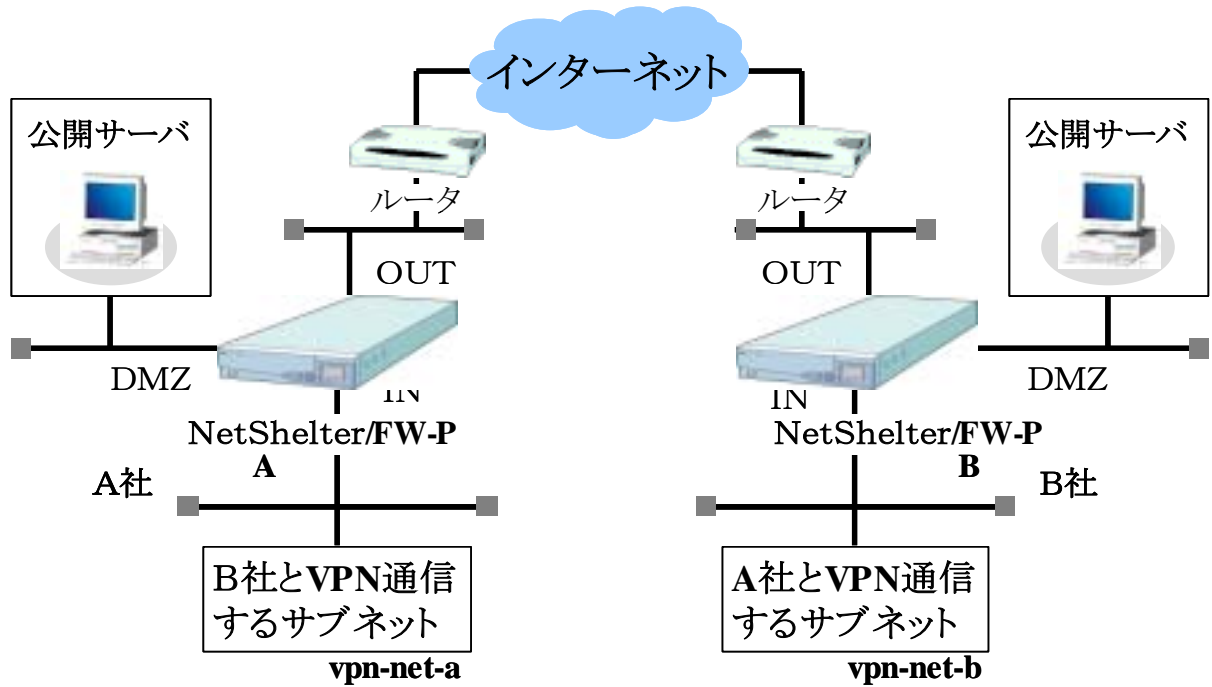 インターネット
公開サーバ
ルータ
OUT
DMZ
IN
NetShelter/FW-P
A
A社
B社とVPN通信
するサブネット
vpn-net-a
公開サーバ
ルータ
OUT
DMZ
IN
NetShelter/FW-P
B
B社
A社とVPN通信
するサブネット
vpn-net-b